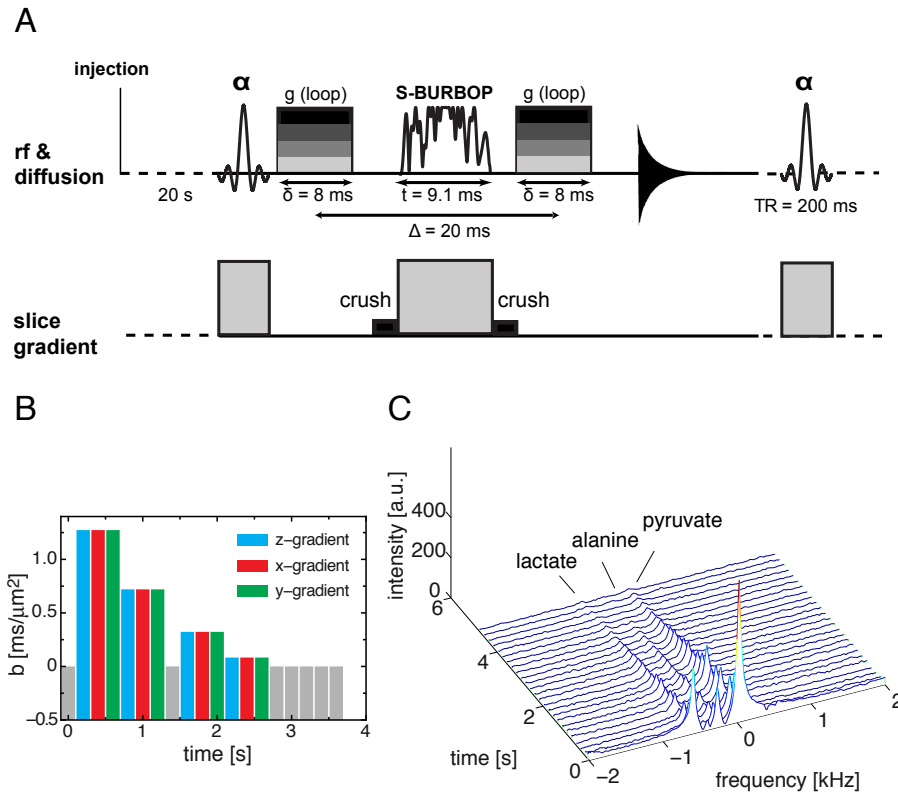 A
injection
α
g (loop)
S-BURBOP
g (loop)
α
rf &
diffusion
20 s
δ = 8 ms
t = 9.1 ms
δ = 8 ms
TR = 200 ms
Δ = 20 ms
crush
crush
slice
gradient
B
C
b [ms/μm²]
1.0
0.5
0
−0.5
z−gradient
x−gradient
y−gradient
0
1
2
3
4
time [s]
intensity [a.u.]
400
200
0
lactate
alanine
pyruvate
6
4
2
0
time [s]
−2
−1
0
1
2
frequency [kHz]